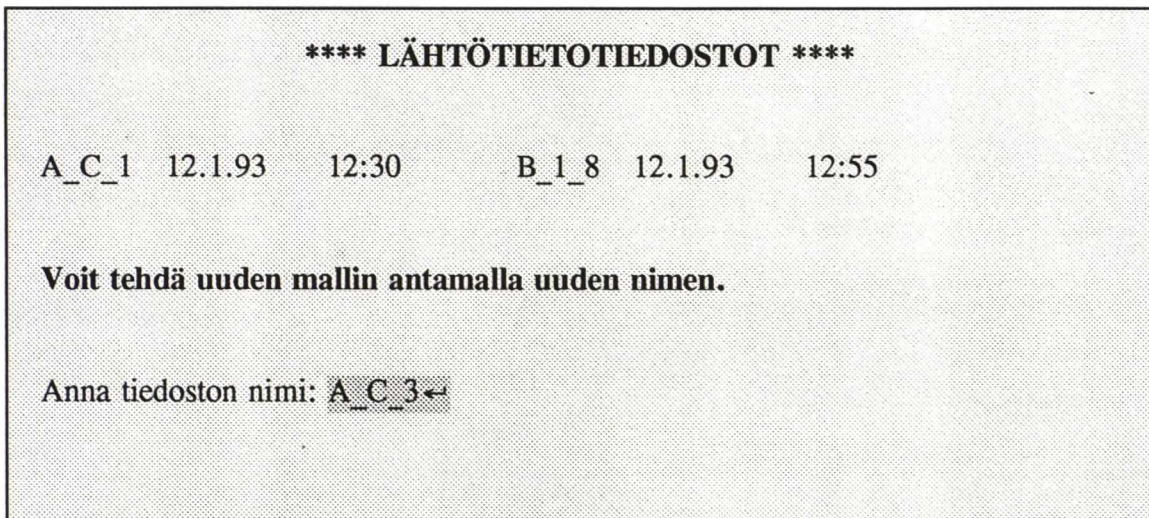 **** LÄHTÖTIETOTIEDOSTOT ****
A_C_1 12.1.93 12:30 B_1_8 12.1.93 12:55
Voit tehdä uuden mallin antamalla uuden nimen.
Anna tiedoston nimi: A_C_3↵